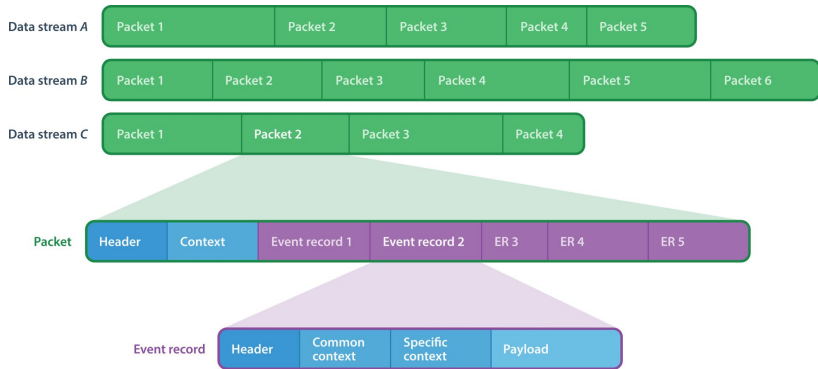 Data stream A Packet 1 Packet 2 Packet 3 Packet 4 Packet 5
Data stream B Packet 1 Packet 2 Packet 3 Packet 4 Packet 5 Packet 6
Data stream C Packet 1 Packet 2 Packet 3 Packet 4
Packet Header Context Event record 1 Event record 2 ER 3 ER 4 ER 5
Event record Header Common context Specific context Payload